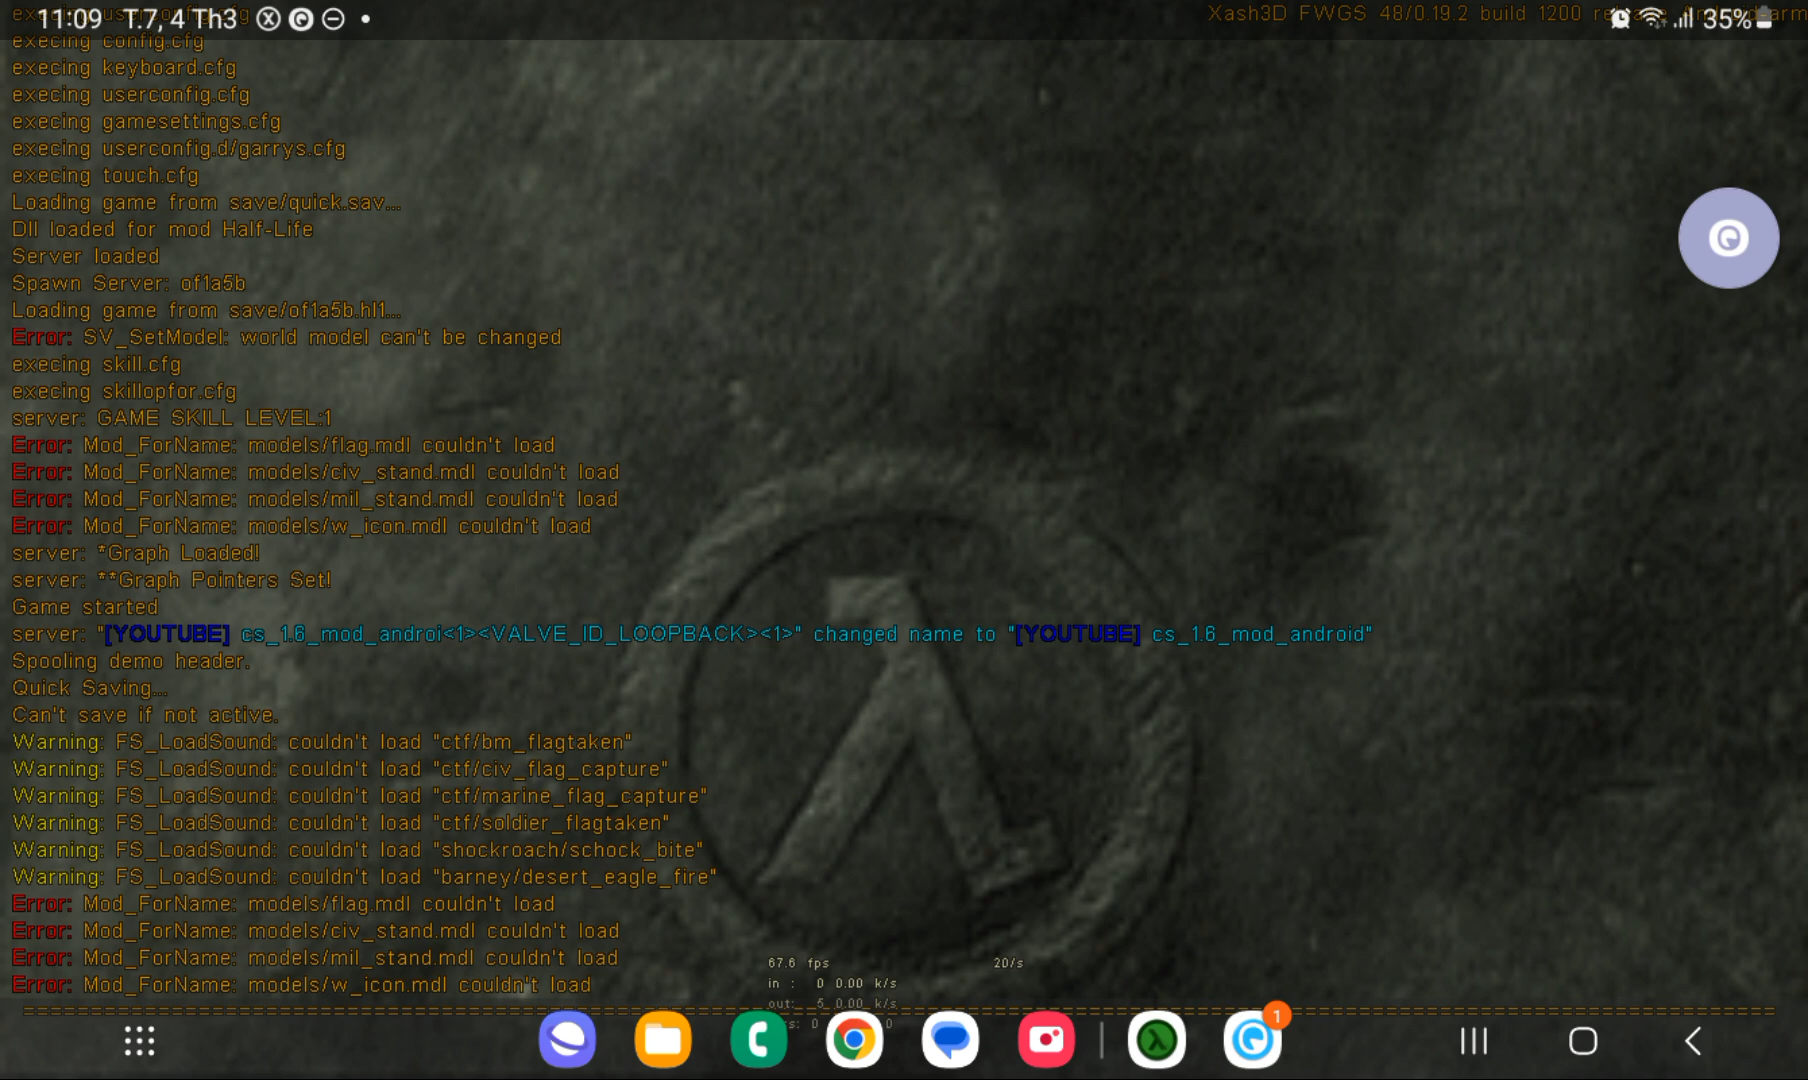 execing userconfig.cfg
11:09 T.7, 4 Th3
Xash3D FWGS 48/0.19.2 build 1200
35%
execing config.cfg
execing keyboard.cfg
execing userconfig.cfg
execing gamesettings.cfg
execing userconfig.d/garrys.cfg
execing touch.cfg
Loading game from save/quick.sav...
Dll loaded for mod Half-Life
Server loaded
Spawn Server: of1a5b
Loading game from save/of1a5b.hl1...
Error: SV_SetModel: world model can't be changed
execing skill.cfg
execing skillopfor.cfg
server: GAME SKILL LEVEL:1
Error: Mod_ForName: models/flag.mdl couldn't load
Error: Mod_ForName: models/civ_stand.mdl couldn't load
Error: Mod_ForName: models/mil_stand.mdl couldn't load
Error: Mod_ForName: models/w_icon.mdl couldn't load
server: *Graph Loaded!
server: **Graph Pointers Set!
Game started
server: "[YOUTUBE] cs_1.6_mod_androi<1><VALVE_ID_LOOPBACK><1>" changed name to "[YOUTUBE] cs_1.6_mod_android"
Spooling demo header.
Quick Saving...
Can't save if not active.
Warning: FS_LoadSound: couldn't load "ctf/bm_flagtaken"
Warning: FS_LoadSound: couldn't load "ctf/civ_flag_capture"
Warning: FS_LoadSound: couldn't load "ctf/marine_flag_capture"
Warning: FS_LoadSound: couldn't load "ctf/soldier_flagtaken"
Warning: FS_LoadSound: couldn't load "shockroach/schock_bite"
Warning: FS_LoadSound: couldn't load "barney/desert_eagle_fire"
Error: Mod_ForName: models/flag.mdl couldn't load
Error: Mod_ForName: models/civ_stand.mdl couldn't load
Error: Mod_ForName: models/mil_stand.mdl couldn't load
Error: Mod_ForName: models/w_icon.mdl couldn't load
67.6 fps 20/s
in : 0 0.00 k/s
out: 5 0.00 k/s
1